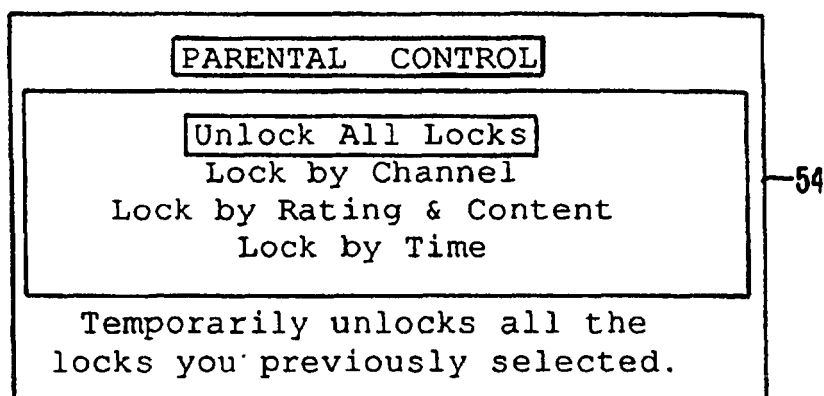 PARENTAL CONTROL
Unlock All Locks
Lock by Channel
Lock by Rating & Content
Lock by Time
54
Temporarily unlocks all the
locks you previously selected.